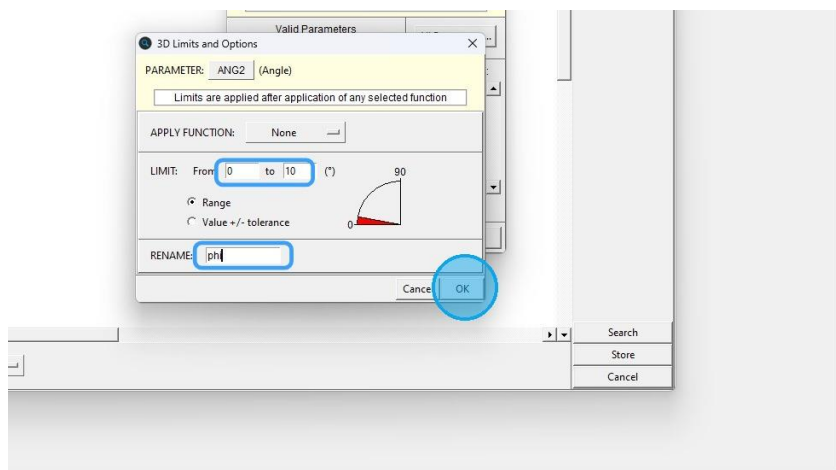 Valid Parameters
3D Limits and Options
PARAMETER: ANG2 (Angle)
Limits are applied after application of any selected function
APPLY FUNCTION: None
LIMIT: From 0 to 10 (°) 90
Range
Value +/- tolerance 0
RENAME: phi
Cancel OK
Search
Store
Cancel